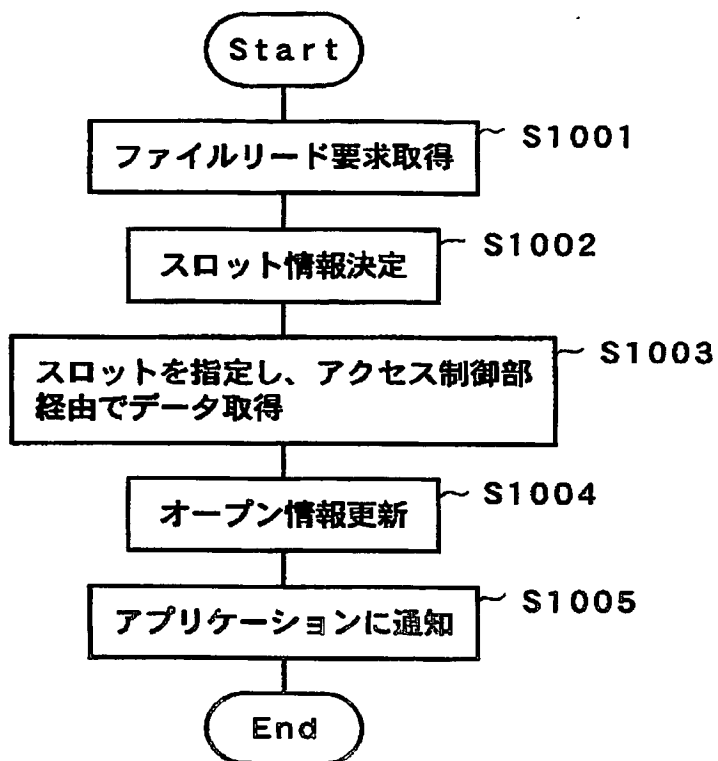 Start
ファイルリード要求取得
S1001
スロット情報決定
S1002
スロットを指定し、アクセス制御部
経由でデータ取得
S1003
オープン情報更新
S1004
アプリケーションに通知
S1005
End